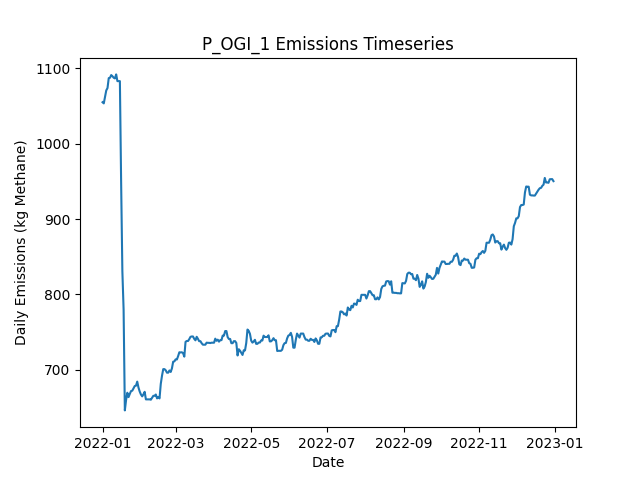 P_OGI_1 Emissions Timeseries
1100
1000
900
800
700
Daily Emissions (kg Methane)
2022-01 2022-03 2022-05 2022-07 2022-09 2022-11 2023-01
Date